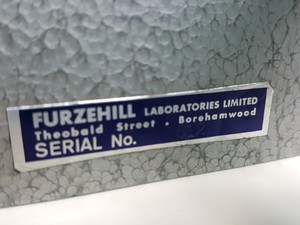 FURZEHILL LABORATORIES LIMITED
Theobald Street • Borehamwood
SERIAL No.